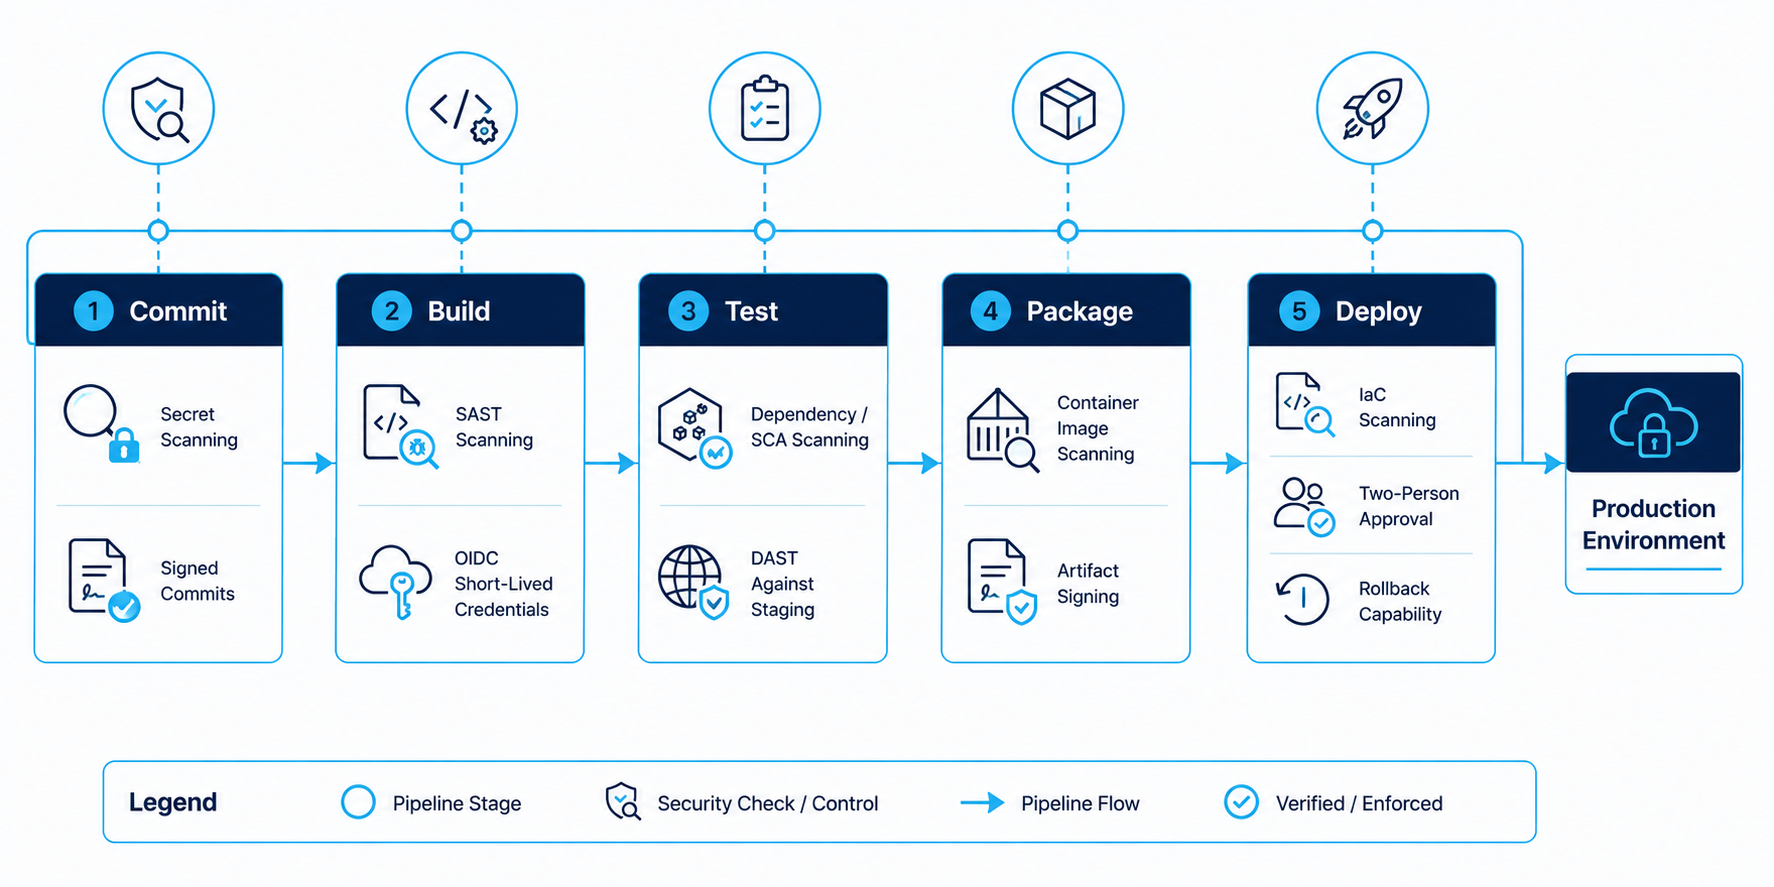 1 Commit
Secret
Scanning
Signed
Commits
2 Build
SAST
Scanning
OIDC
Short-Lived
Credentials
3 Test
Dependency /
SCA Scanning
DAST
Against
Staging
4 Package
Container
Image
Scanning
Artifact
Signing
5 Deploy
IaC
Scanning
Two-Person
Approval
Rollback
Capability
Production
Environment
Legend
Pipeline Stage
Security Check / Control
Pipeline Flow
Verified / Enforced